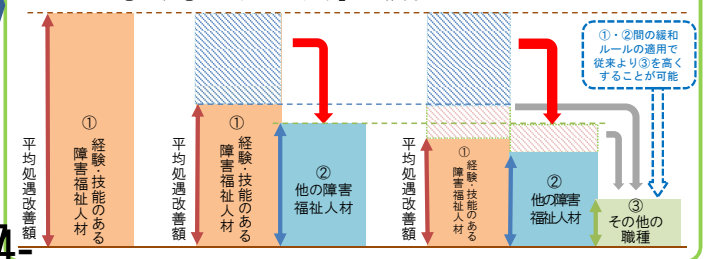 ①・②間の緩和
ルールの適用で
従来より③を高く
することが可能
平均処遇改善額
①
経験・技能のある
障害福祉人材
平均処遇改善額
①
経験・技能のある
障害福祉人材
②
他の障害
福祉人材
平均処遇改善額
①
経験・技能のある
障害福祉人材
②
他の障害
福祉人材
③
その他の
職種
4-